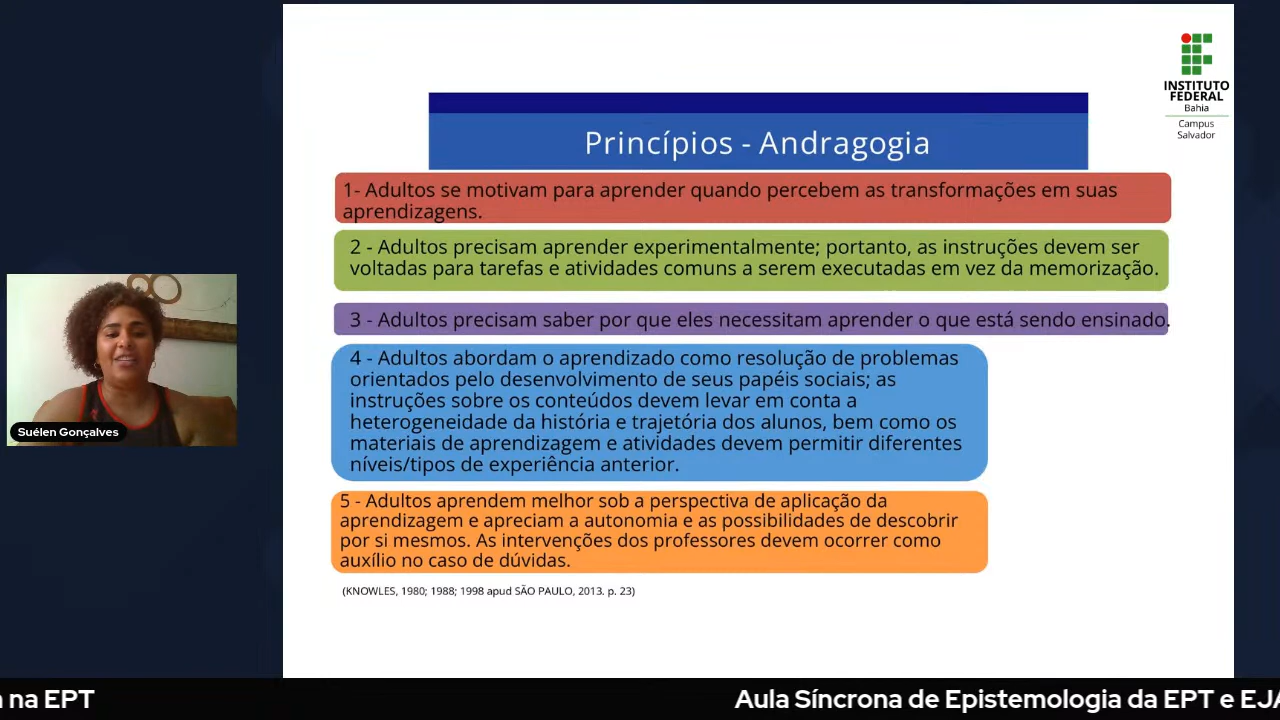 INSTITUTO
FEDERAL
Bahia
Campus
Salvador
Princípios - Andragogia
1- Adultos se motivam para aprender quando percebem as transformações em suas
aprendizagens.
2 - Adultos precisam aprender experimentalmente; portanto, as instruções devem ser
voltadas para tarefas e atividades comuns a serem executadas em vez da memorização.
3 - Adultos precisam saber por que eles necessitam aprender o que está sendo ensinado.
4 - Adultos abordam o aprendizado como resolução de problemas
orientados pelo desenvolvimento de seus papéis sociais; as
instruções sobre os conteúdos devem levar em conta a
heterogeneidade da história e trajetória dos alunos, bem como os
materiais de aprendizagem e atividades devem permitir diferentes
níveis/tipos de experiência anterior.
5 - Adultos aprendem melhor sob a perspectiva de aplicação da
aprendizagem e apreciam a autonomia e as possibilidades de descobrir
por si mesmos. As intervenções dos professores devem ocorrer como
auxílio no caso de dúvidas.
(KNOWLES, 1980; 1988; 1998 apud SÃO PAULO, 2013. p. 23)
Suélen Gonçalves
na EPT Aula Síncrona de Epistemologia da EPT e EJA